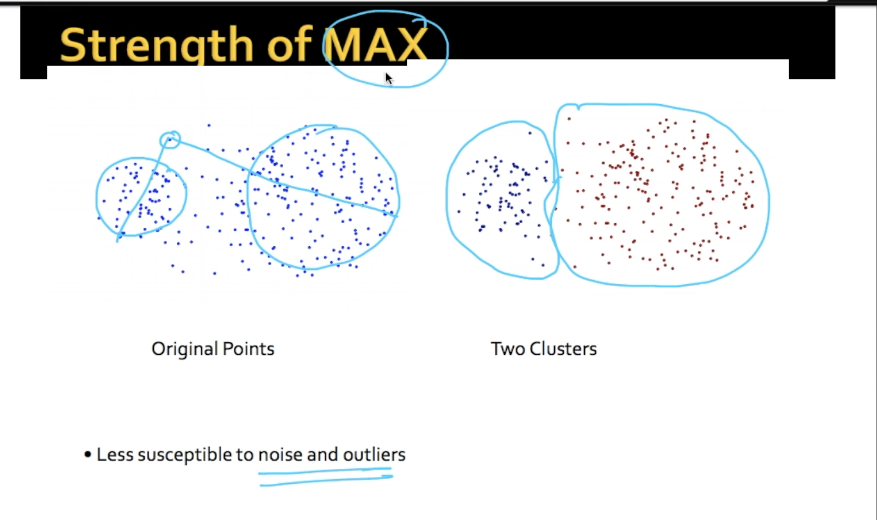 Strength of MAX
Original Points
Two Clusters
• Less susceptible to noise and outliers